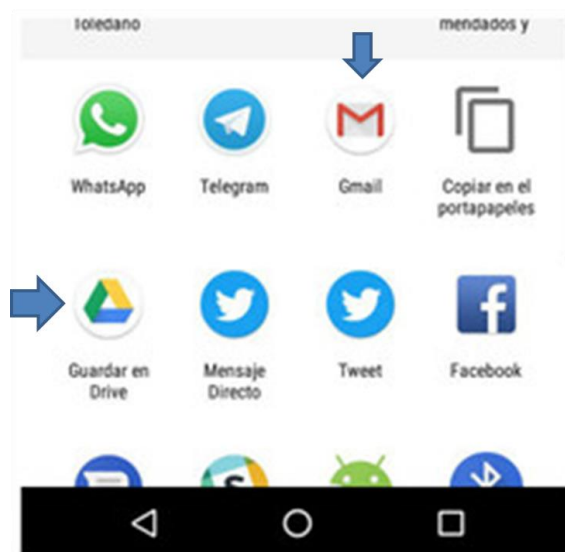 Toledano
mendados y
WhatsApp
Telegram
Gmail
Copiar en el
portapapeles
Guardar en
Drive
Mensaje
Directo
Tweet
Facebook